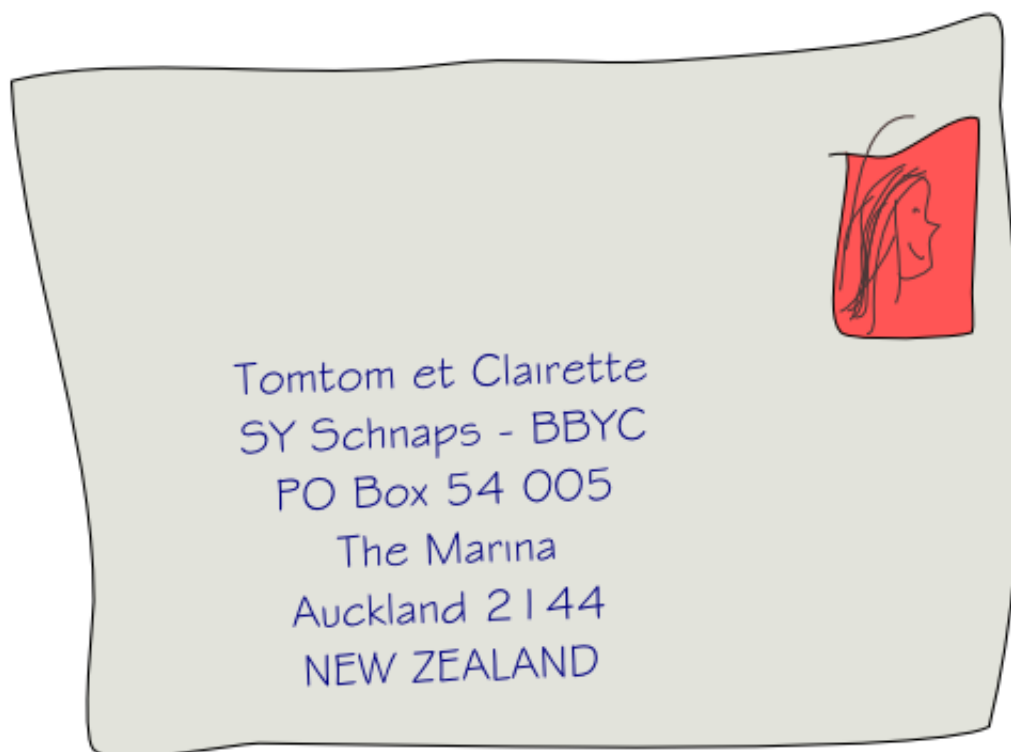 Tomtom et Clairette
SY Schnaps - BBYC
PO Box 54 005
The Marina
Auckland 2144
NEW ZEALAND